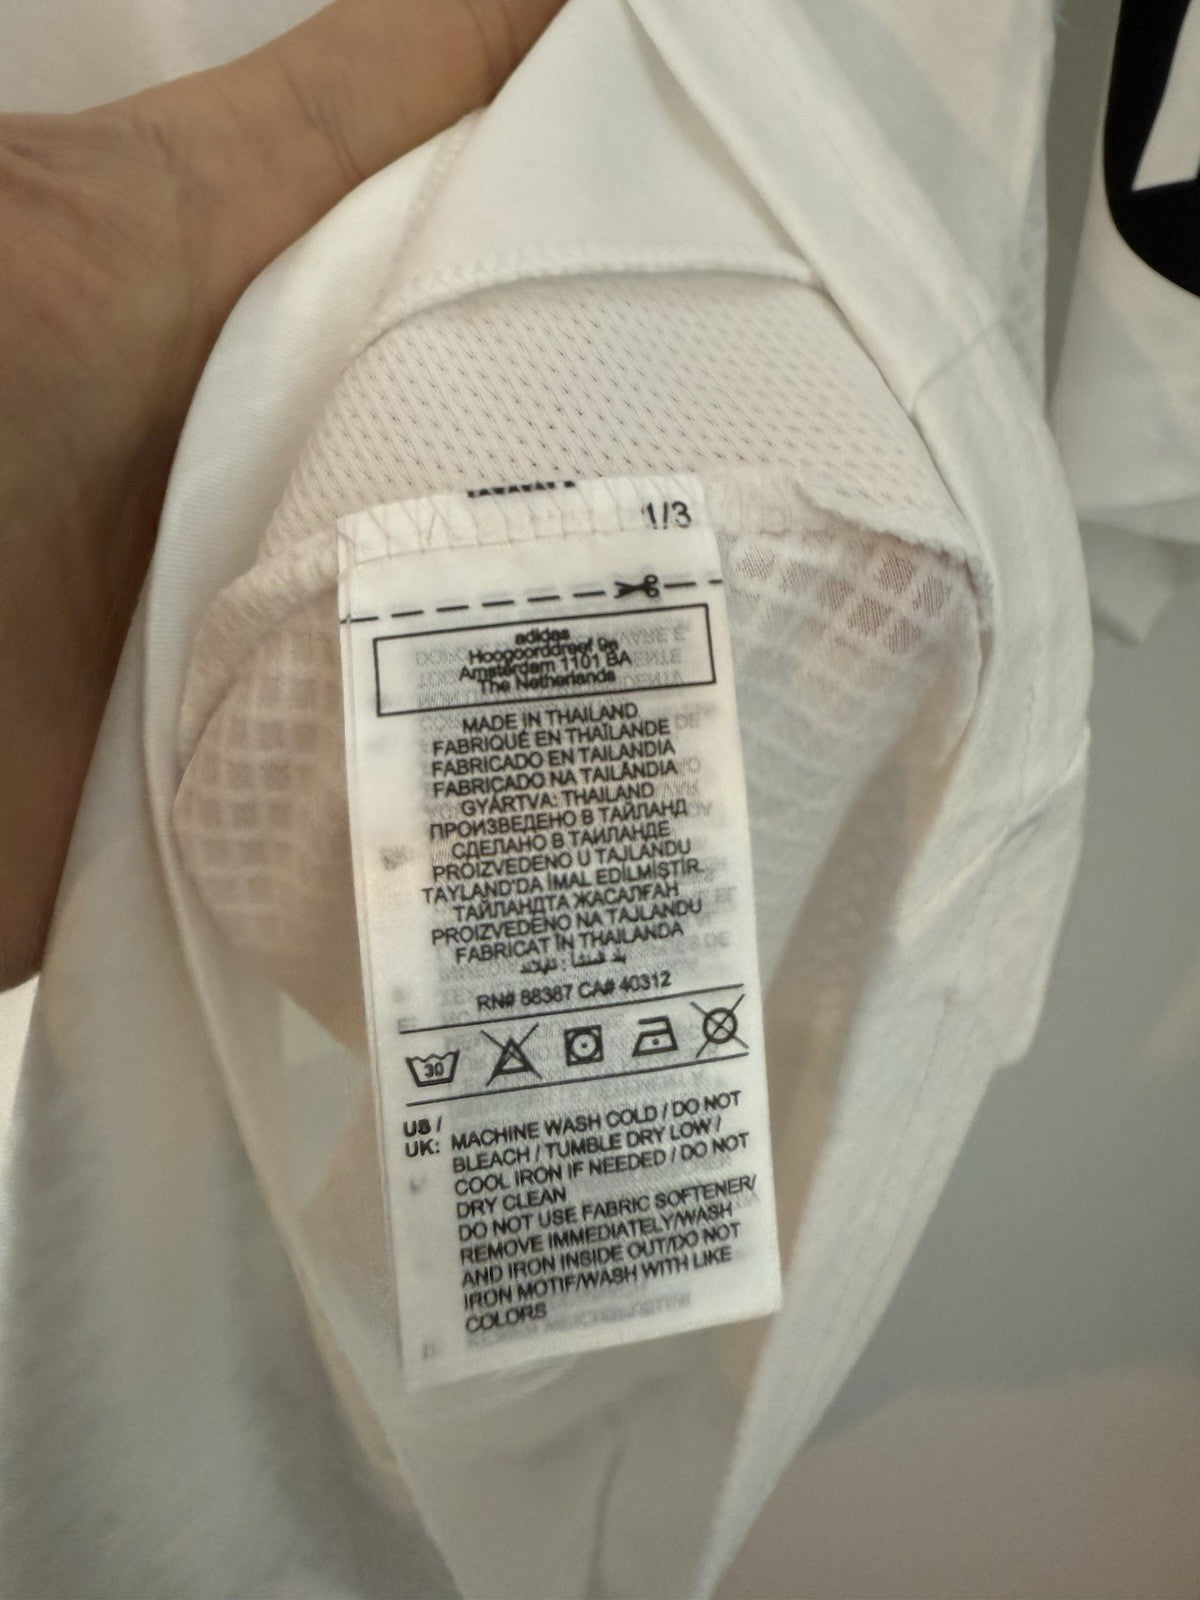 1/3
adidas
Hoogoorddreef 9a
Amsterdam 1101 BA
The Netherlands
MADE IN THAILAND
FABRIQUÉ EN THAÏLANDE
FABRICADO EN TAILANDIA
FABRICADO NA TAILÂNDIA
GYÁRTVA: THAILAND
ПРОИЗВЕДЕНО В ТАЙЛАНД
СДЕЛАНО В ТАИЛАНДЕ
PROIZVEDENO U TAJLANDU
TAYLAND'DA İMAL EDİLMİŞTİR.
ТАЙЛАНДТА ЖАСАЛҒАН
PROIZVEDENO NA TAJLANDU
FABRICAT ÎN THAILANDA
RN# 88387 CA# 40312
30
US / UK: MACHINE WASH COLD / DO NOT
BLEACH / TUMBLE DRY LOW /
COOL IRON IF NEEDED / DO NOT
DRY CLEAN
DO NOT USE FABRIC SOFTENER/
REMOVE IMMEDIATELY/WASH
AND IRON INSIDE OUT/DO NOT
IRON MOTIF/WASH WITH LIKE
COLORS